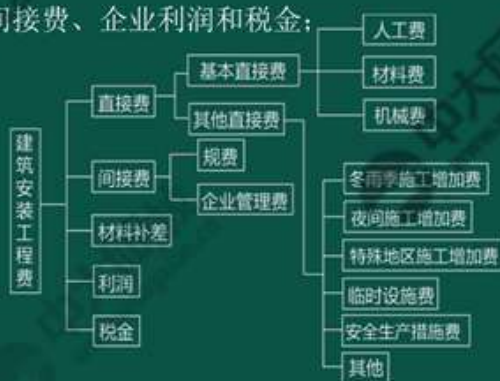 间接费、企业利润和税金；
建筑安装工程费
直接费
基本直接费
人工费
材料费
机械费
其他直接费
冬雨季施工增加费
夜间施工增加费
特殊地区施工增加费
临时设施费
安全生产措施费
其他
间接费
规费
企业管理费
材料补差
利润
税金